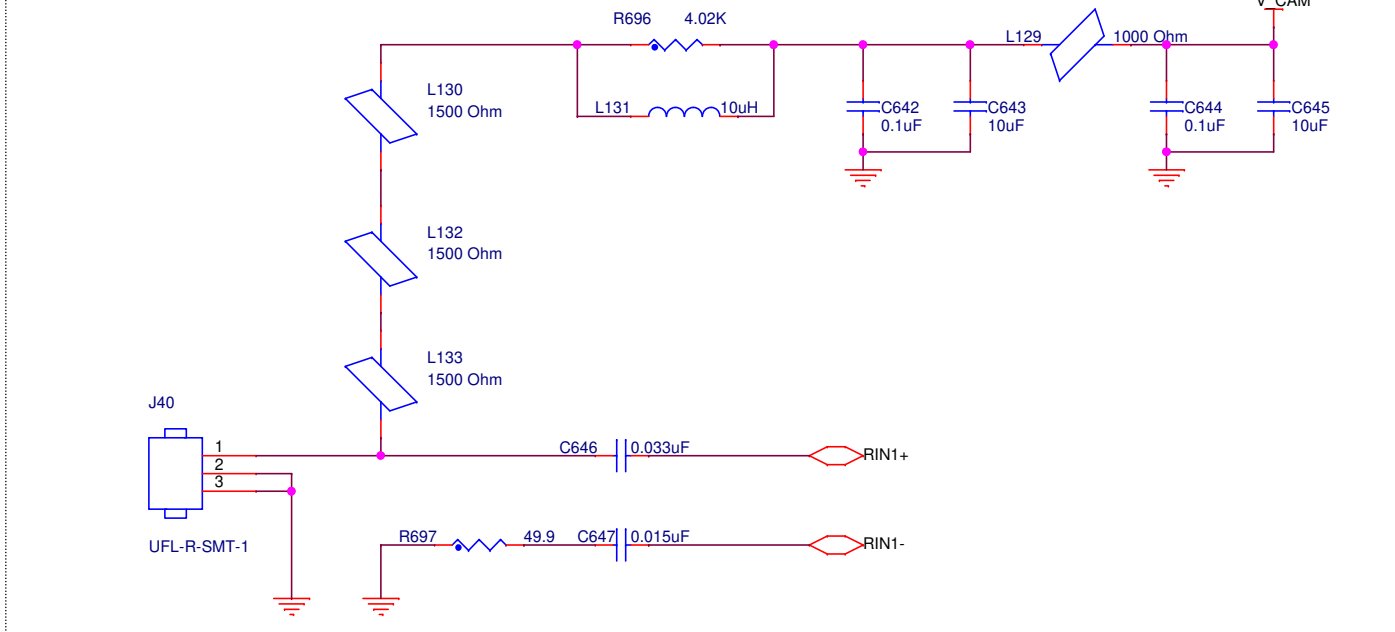 V_CAM
R696 4.02K
L129 1000 Ohm
L130
1500 Ohm
L131 10uH
C642
0.1uF
C643
10uF
C644
0.1uF
C645
10uF
L132
1500 Ohm
L133
1500 Ohm
J40
1
2
3
C646 0.033uF RIN1+
R697 49.9 C647 0.015uF RIN1-
UFL-R-SMT-1